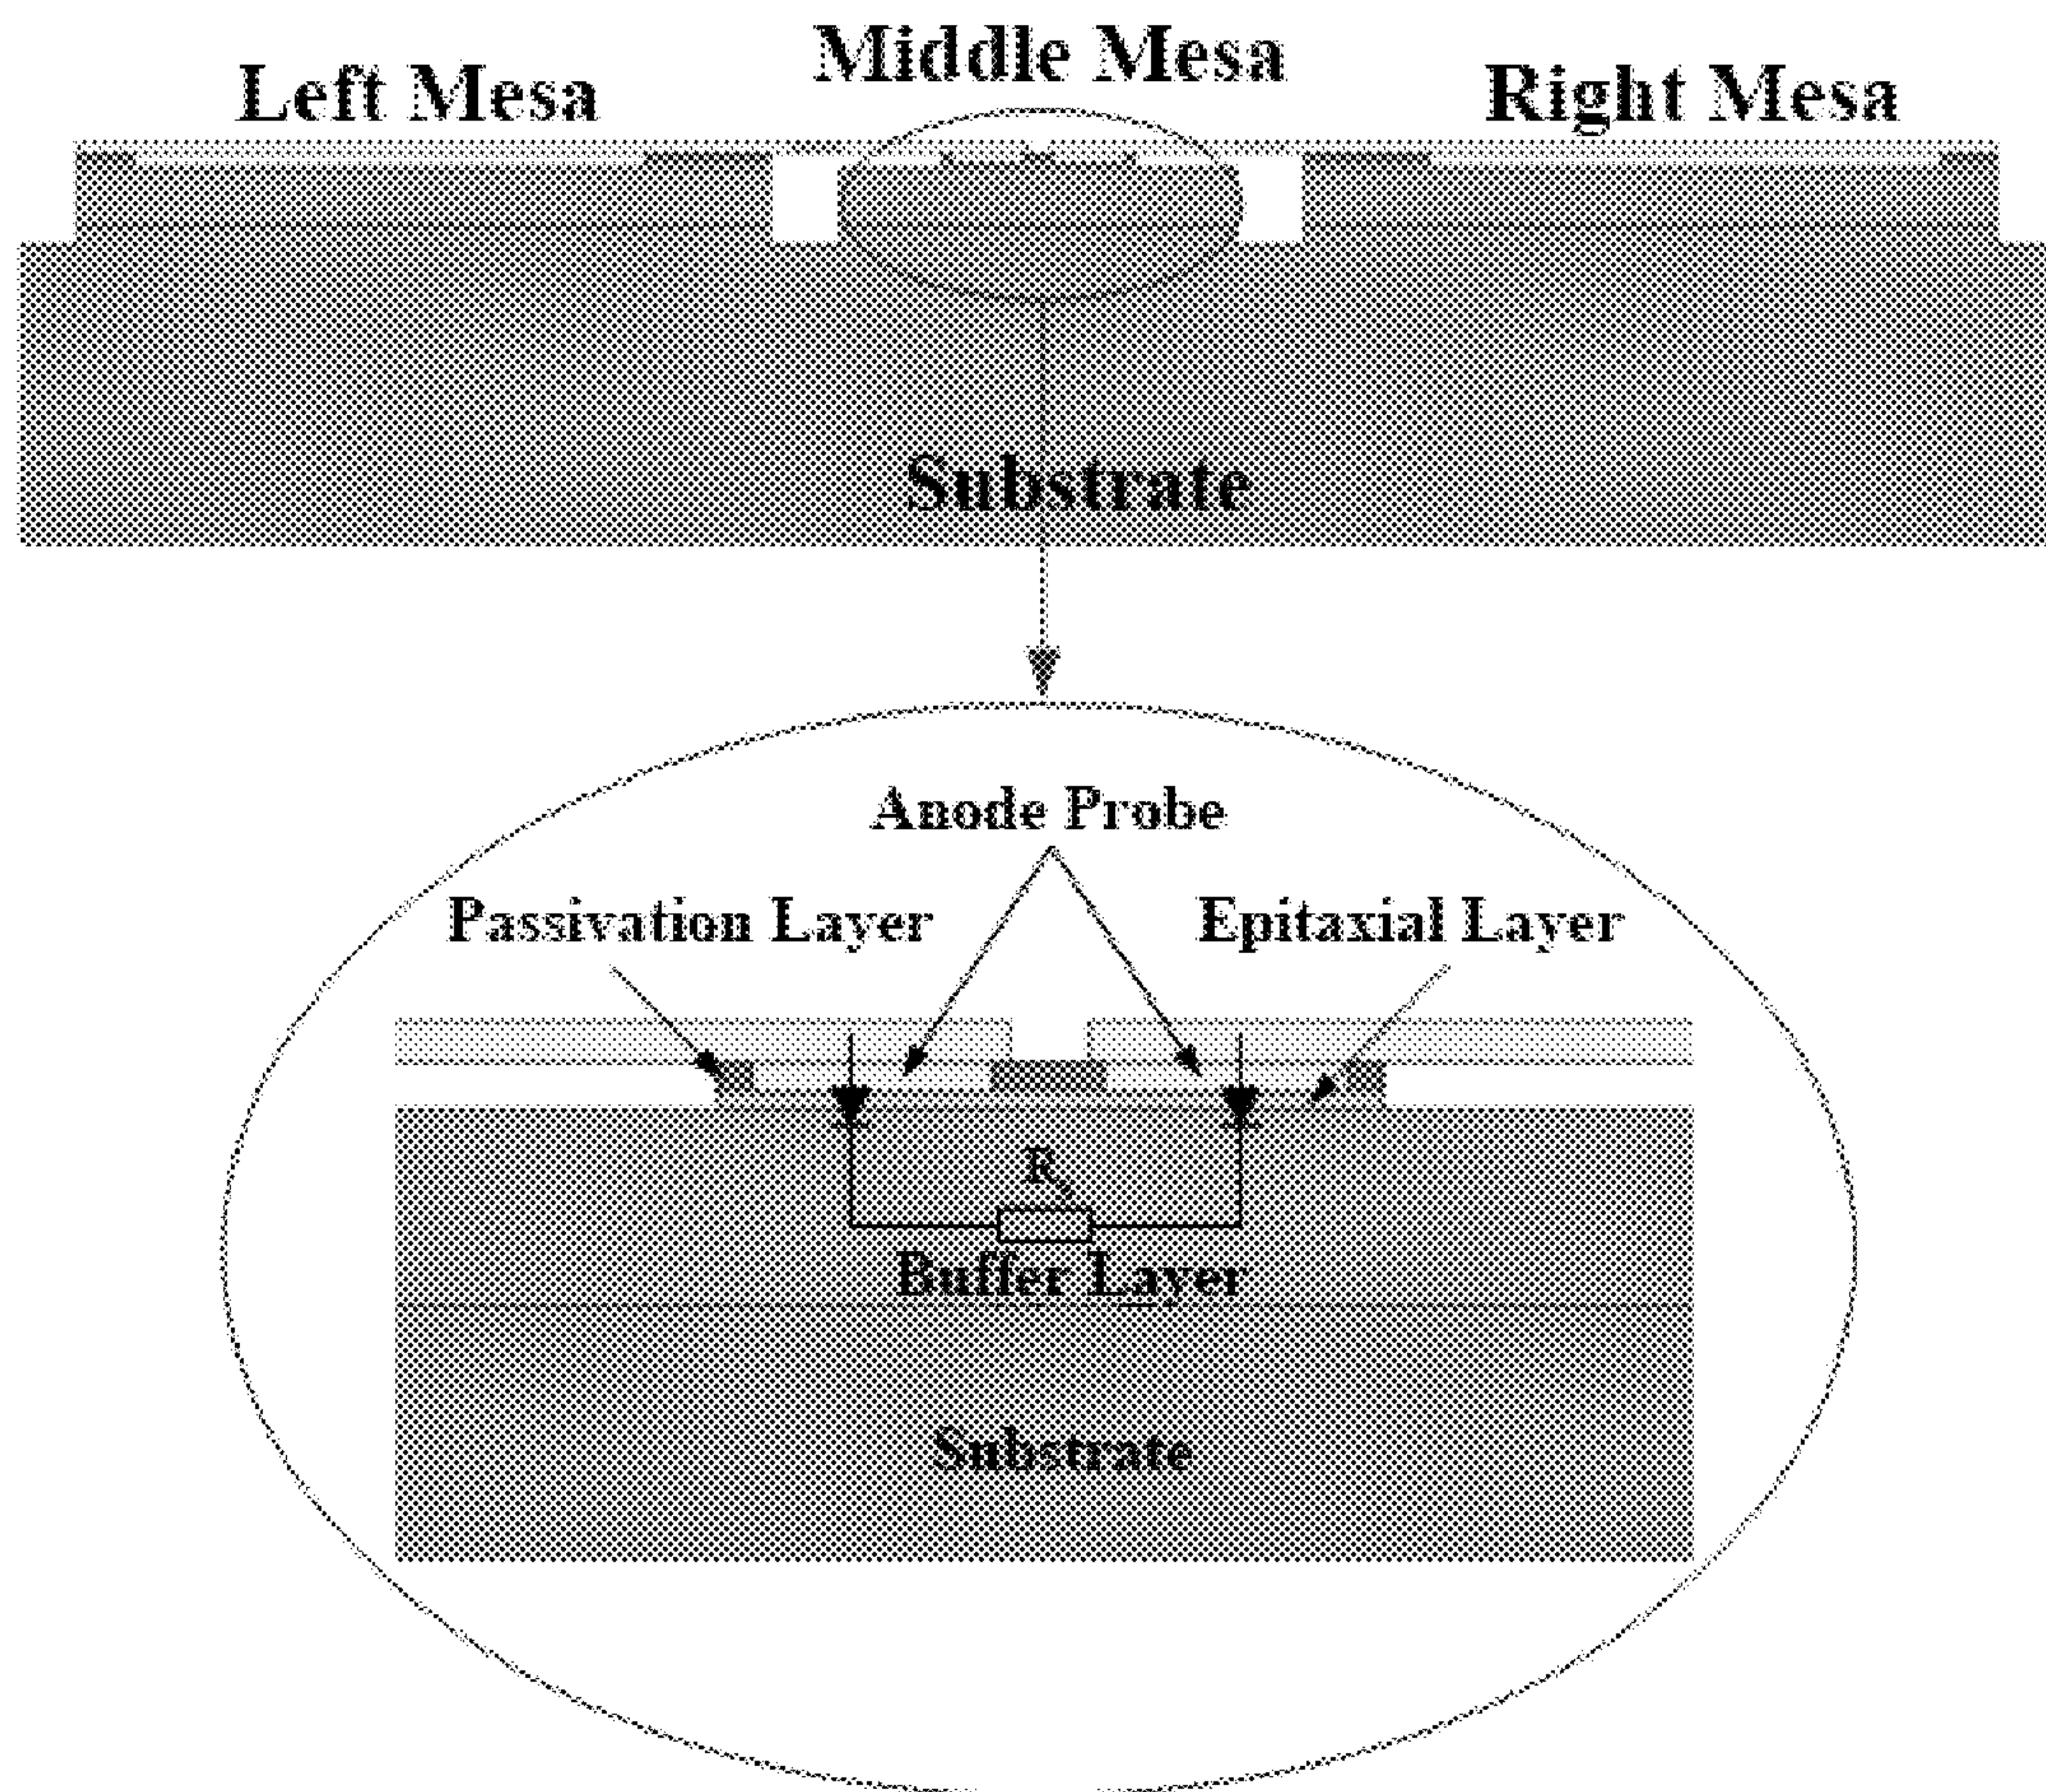 Middle Mesa
Left Mesa
Right Mesa
Substrate
Anode Probe
Passivation Layer
Epitaxial Layer
Rs
Buffer Layer
Substrate